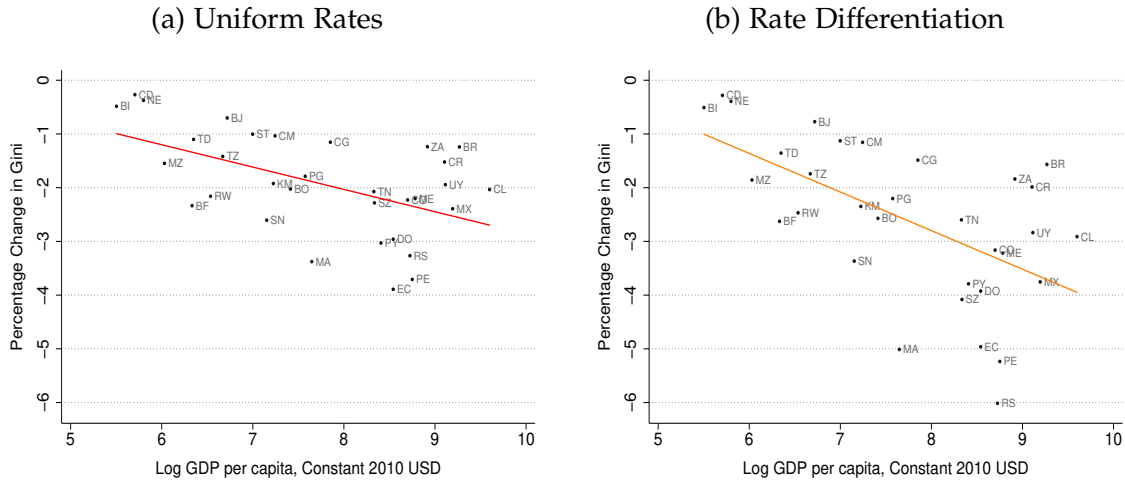 (a) Uniform Rates
0
−1
−2
−3
−4
−5
−6
Percentage Change in Gini
BI
CD
NE
MZ
TD
BF
RW
TZ
BJ
ST
SN
KM
CM
BO
PG
MA
CG
TN
SZ
PY
DO
EC
CO
RS
PE
ME
ZA
CR
UY
MX
BR
CL
5
6
7
8
9
10
Log GDP per capita, Constant 2010 USD
(b) Rate Differentiation
0
−1
−2
−3
−4
−5
−6
Percentage Change in Gini
BI
CD
NE
MZ
TD
BF
RW
TZ
BJ
ST
SN
KM
CM
BO
PG
MA
CG
TN
SZ
PY
DO
EC
CO
RS
PE
ME
ZA
CR
UY
MX
BR
CL
5
6
7
8
9
10
Log GDP per capita, Constant 2010 USD